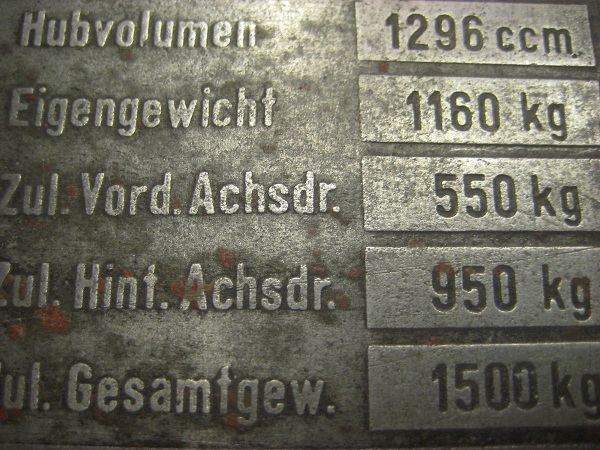 Hubvolumen 1296 ccm.
Eigengewicht 1160 kg
Zul. Vord. Achsdr. 550 kg
Zul. Hint. Achsdr. 950 kg
Zul. Gesamtgew. 1500 kg